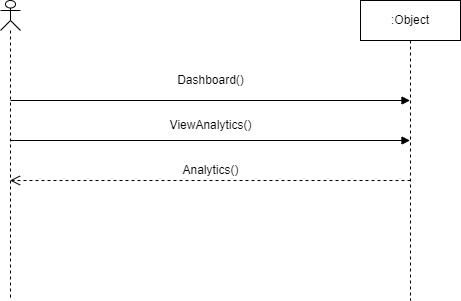 :Object
Dashboard()
ViewAnalytics()
Analytics()